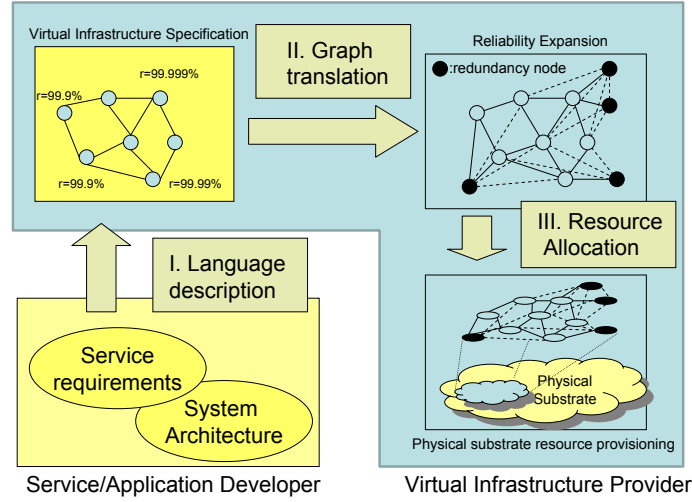 Virtual Infrastructure Specification
r=99.999%
r=99.9%
r=99.9%
r=99.99%
II. Graph
translation
Reliability Expansion
:redundancy node
I. Language
description
III. Resource
Allocation
Service
requirements
System
Architecture
Physical
Substrate
Physical substrate resource provisioning
Service/Application Developer
Virtual Infrastructure Provider